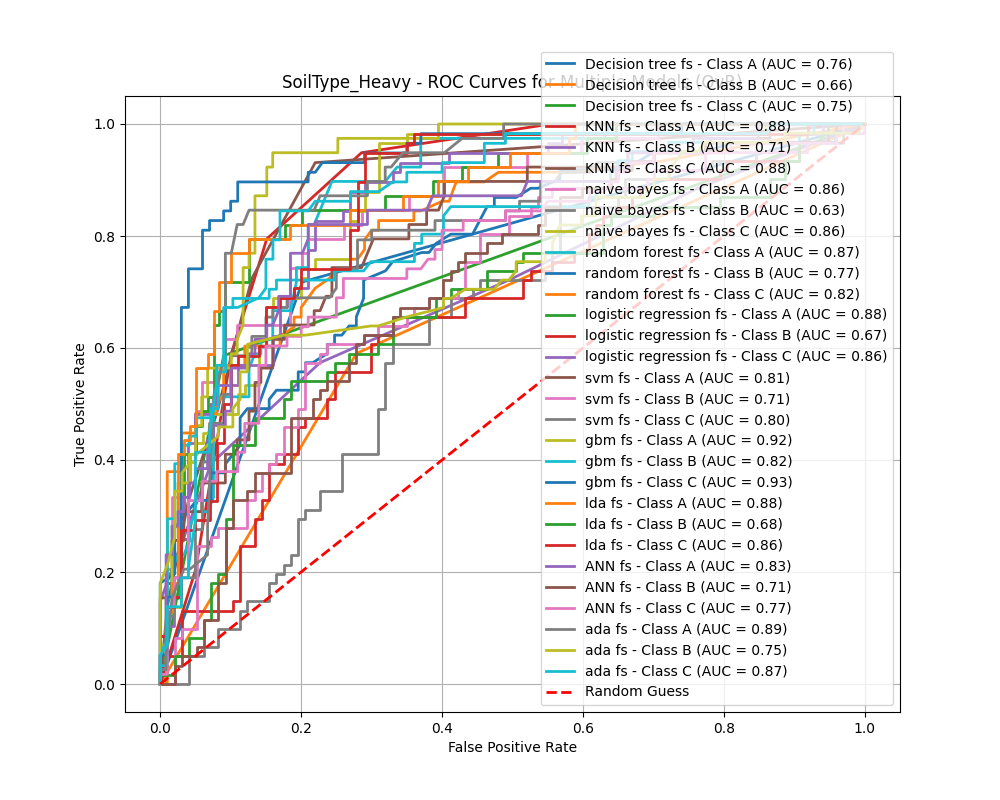 SoilType_Heavy - ROC Curves for Multiple Models (OvR)
Decision tree fs - Class A (AUC = 0.76)
Decision tree fs - Class B (AUC = 0.66)
Decision tree fs - Class C (AUC = 0.75)
KNN fs - Class A (AUC = 0.88)
KNN fs - Class B (AUC = 0.71)
KNN fs - Class C (AUC = 0.88)
naive bayes fs - Class A (AUC = 0.86)
naive bayes fs - Class B (AUC = 0.63)
naive bayes fs - Class C (AUC = 0.86)
random forest fs - Class A (AUC = 0.87)
random forest fs - Class B (AUC = 0.77)
random forest fs - Class C (AUC = 0.82)
logistic regression fs - Class A (AUC = 0.88)
logistic regression fs - Class B (AUC = 0.67)
logistic regression fs - Class C (AUC = 0.86)
svm fs - Class A (AUC = 0.81)
svm fs - Class B (AUC = 0.71)
svm fs - Class C (AUC = 0.80)
gbm fs - Class A (AUC = 0.92)
gbm fs - Class B (AUC = 0.82)
gbm fs - Class C (AUC = 0.93)
lda fs - Class A (AUC = 0.88)
lda fs - Class B (AUC = 0.68)
lda fs - Class C (AUC = 0.86)
ANN fs - Class A (AUC = 0.83)
ANN fs - Class B (AUC = 0.71)
ANN fs - Class C (AUC = 0.77)
ada fs - Class A (AUC = 0.89)
ada fs - Class B (AUC = 0.75)
ada fs - Class C (AUC = 0.87)
Random Guess
True Positive Rate
1.0
0.8
0.6
0.4
0.2
0.0
0.0 0.2 0.4 0.6 0.8 1.0
False Positive Rate